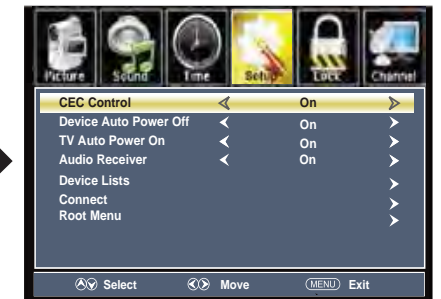 Picture Sound Time Setup Lock Channel
CEC Control On
Device Auto Power Off On
TV Auto Power On On
Audio Receiver On
Device Lists
Connect
Root Menu
Select Move MENU Exit